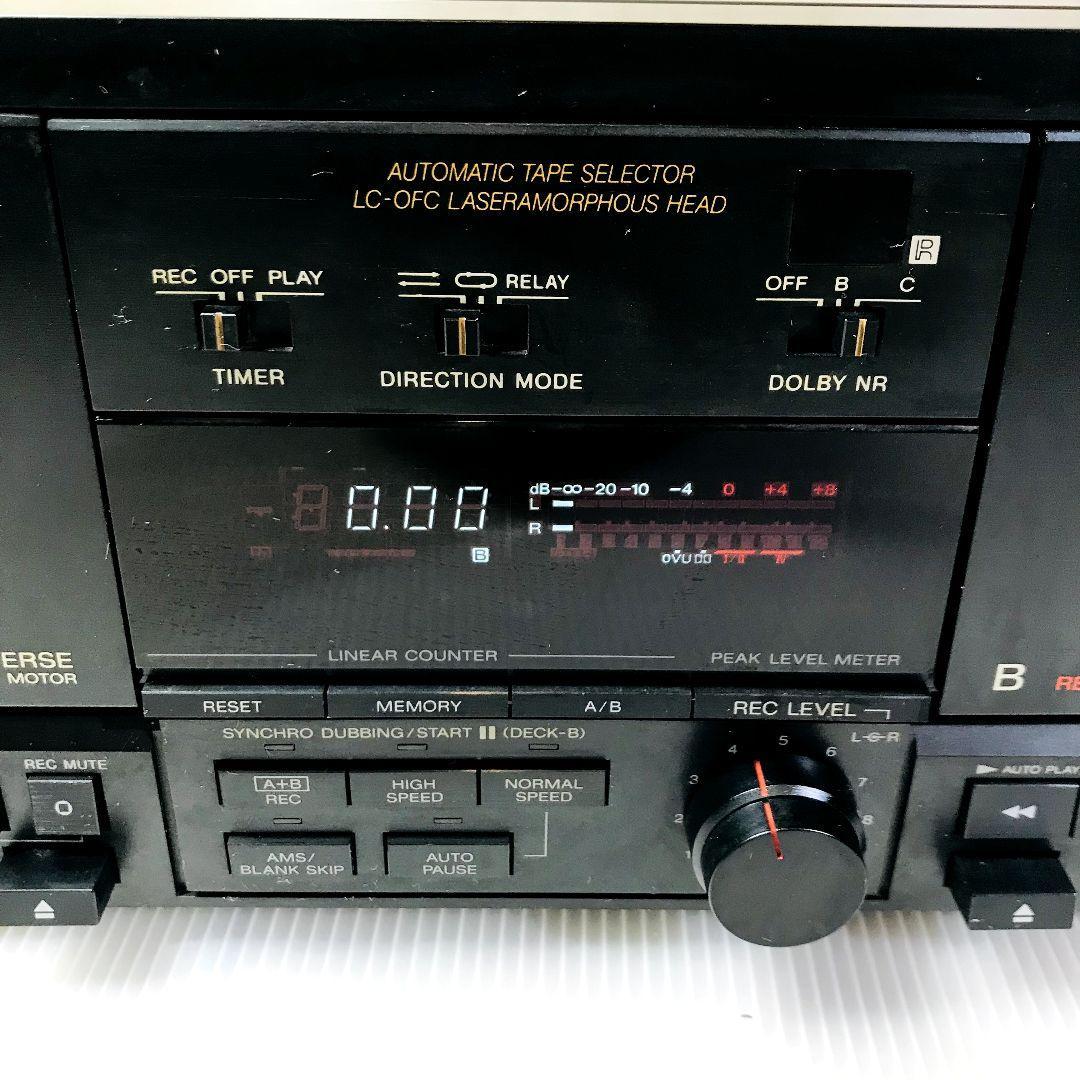 AUTOMATIC TAPE SELECTOR
LC-OFC LASERAMORPHOUS HEAD
REC OFF PLAY
RELAY
OFF B C
TIMER
DIRECTION MODE
DOLBY NR
0.00
dB -∞ -20 -10 -4 0 +4 +8
L
R
B
LINEAR COUNTER
PEAK LEVEL METER
ERSE
MOTOR
B
RE
RESET
MEMORY
A/B
REC LEVEL
SYNCHRO DUBBING/START ▮▮ (DECK-B)
L R
1 2 3 4 5 6 7 8
REC MUTE
AUTO PLAY
A+B
REC
HIGH
SPEED
NORMAL
SPEED
AMS/
BLANK SKIP
AUTO
PAUSE